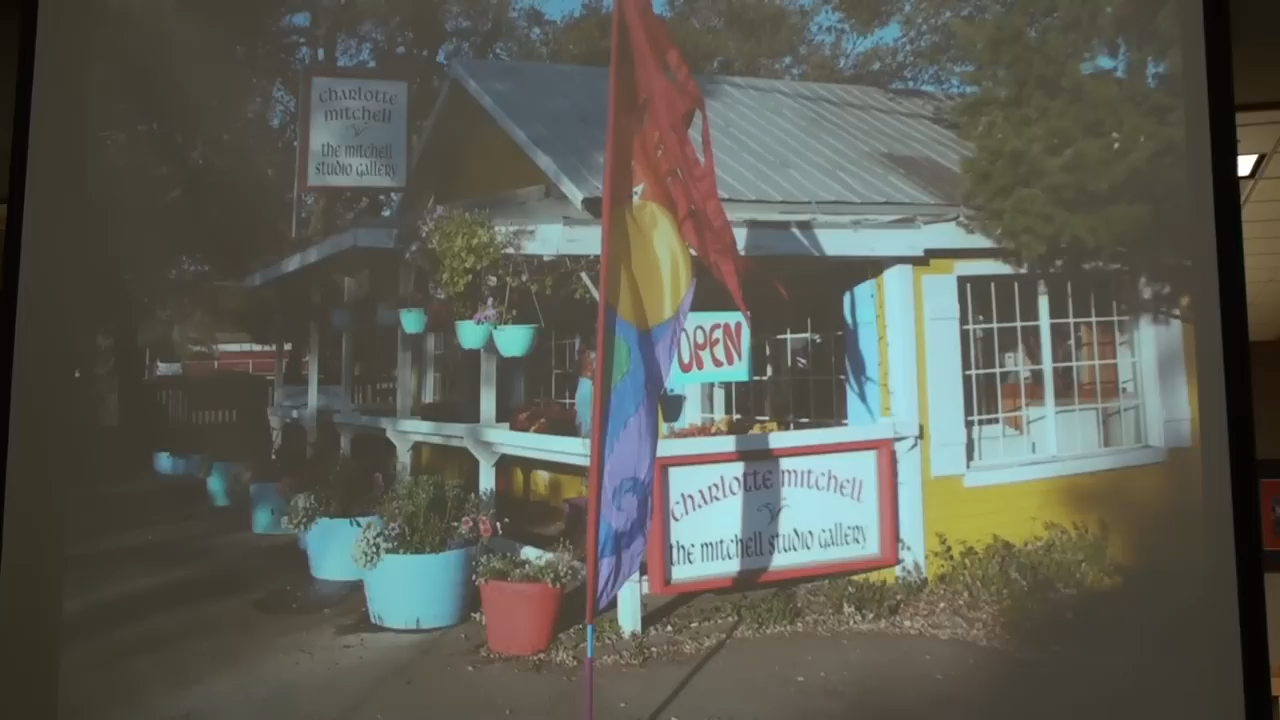 charlotte
mitchell
the mitchell
studio gallery
OPEN
charlotte mitchell
the mitchell studio gallery